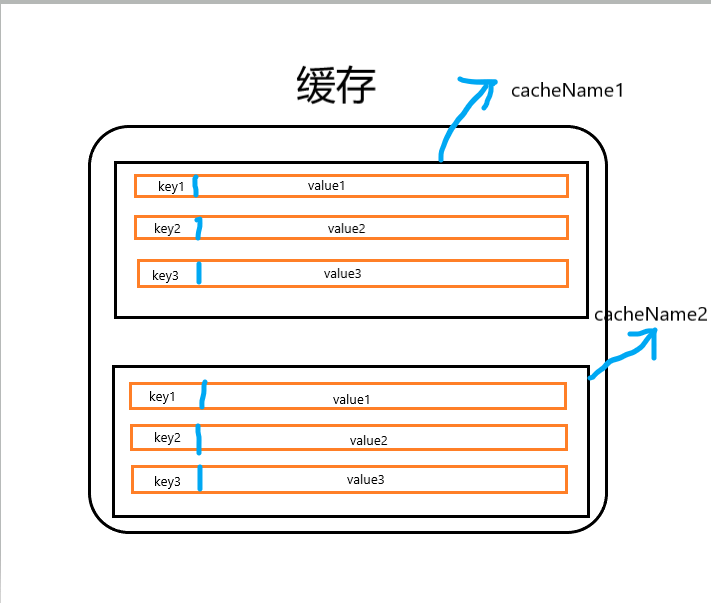 缓存
cacheName1
key1 value1
key2 value2
key3 value3
cacheName2
key1 value1
key2 value2
key3 value3